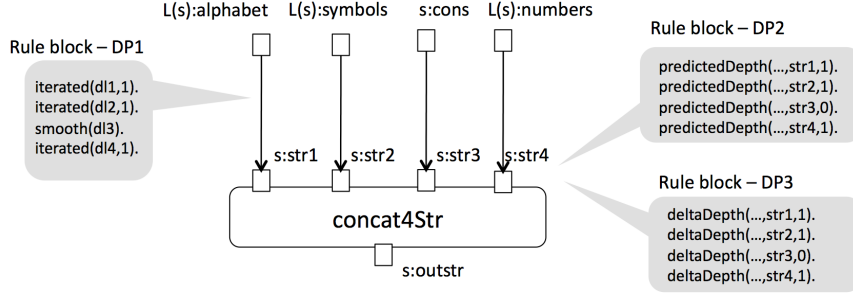 L(s):alphabet L(s):symbols s:cons L(s):numbers
Rule block – DP1
iterated(dl1,1).
iterated(dl2,1).
smooth(dl3).
iterated(dl4,1).
Rule block – DP2
predictedDepth(...,str1,1).
predictedDepth(...,str2,1).
predictedDepth(...,str3,0).
predictedDepth(...,str4,1).
s:str1 s:str2 s:str3 s:str4
Rule block – DP3
deltaDepth(...,str1,1).
deltaDepth(...,str2,1).
deltaDepth(...,str3,0).
deltaDepth(...,str4,1).
concat4Str
s:outstr